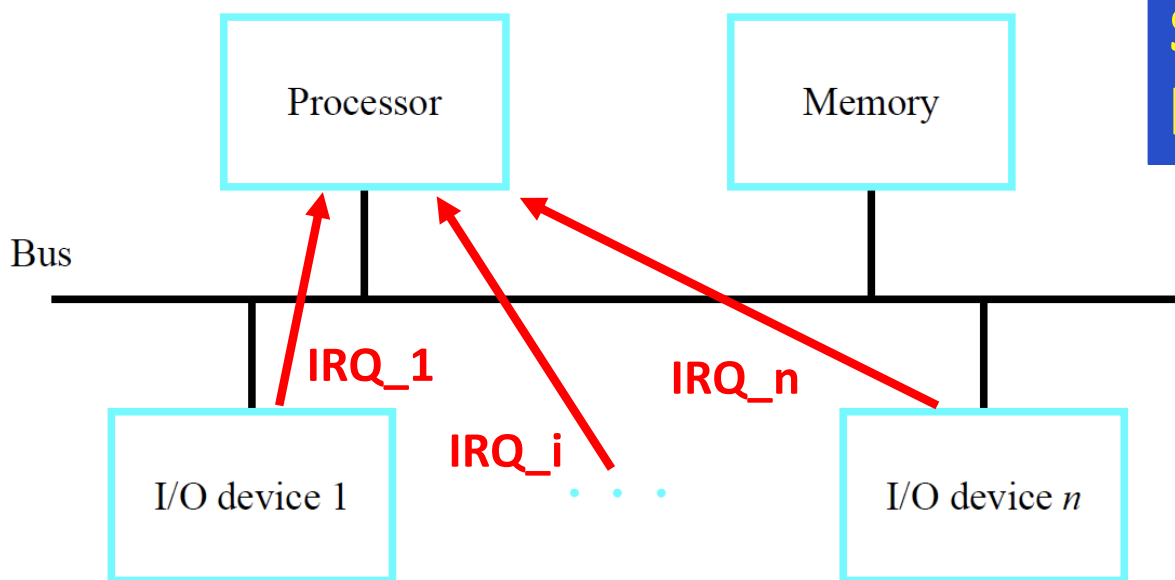 Processor
Memory
Bus
IRQ_1
IRQ_n
IRQ_i
I/O device 1
. . .
I/O device n